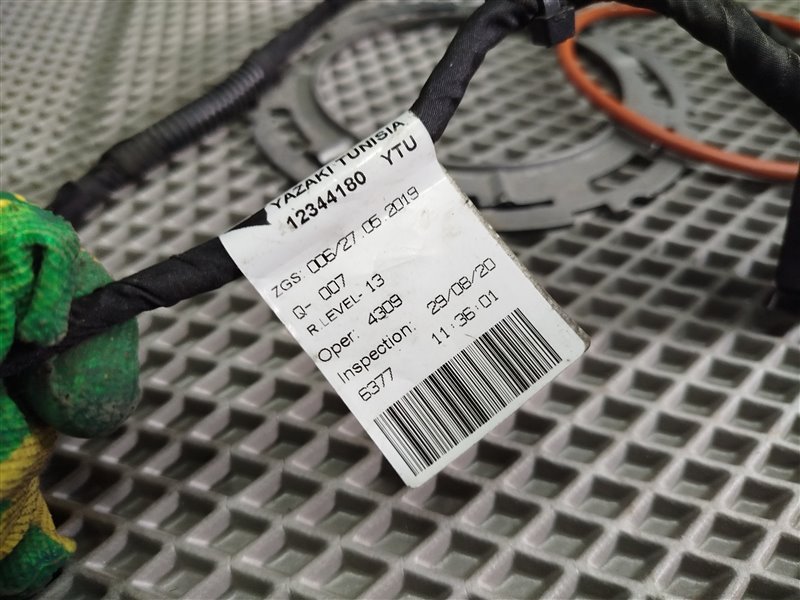 YAZAKI TUNISIA
12344180 YTU
ZGS: 006/27.05.2019
Q- 007
R.LEVEL- 13
Oper: 4309
Inspection: 29/08/20
6377 11:36:01